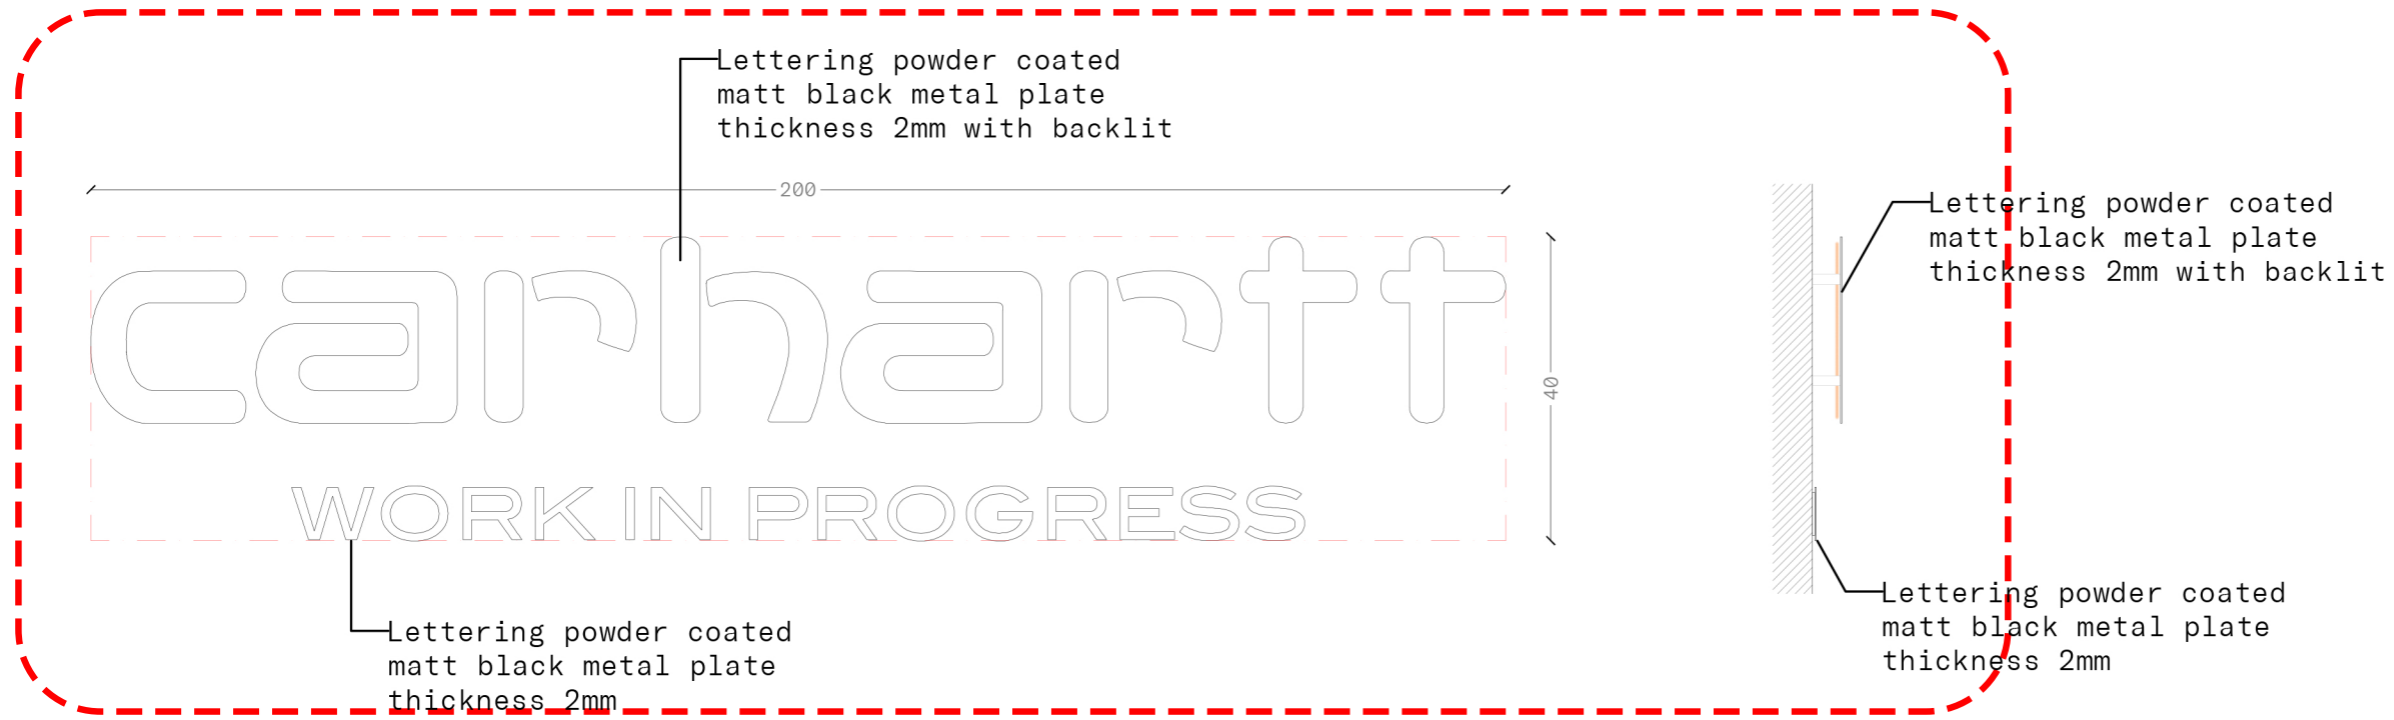 Lettering powder coated
matt black metal plate
thickness 2mm with backlit
200
Lettering powder coated
matt black metal plate
thickness 2mm with backlit
carhartt
40
WORK IN PROGRESS
Lettering powder coated
matt black metal plate
thickness 2mm
Lettering powder coated
matt black metal plate
thickness 2mm